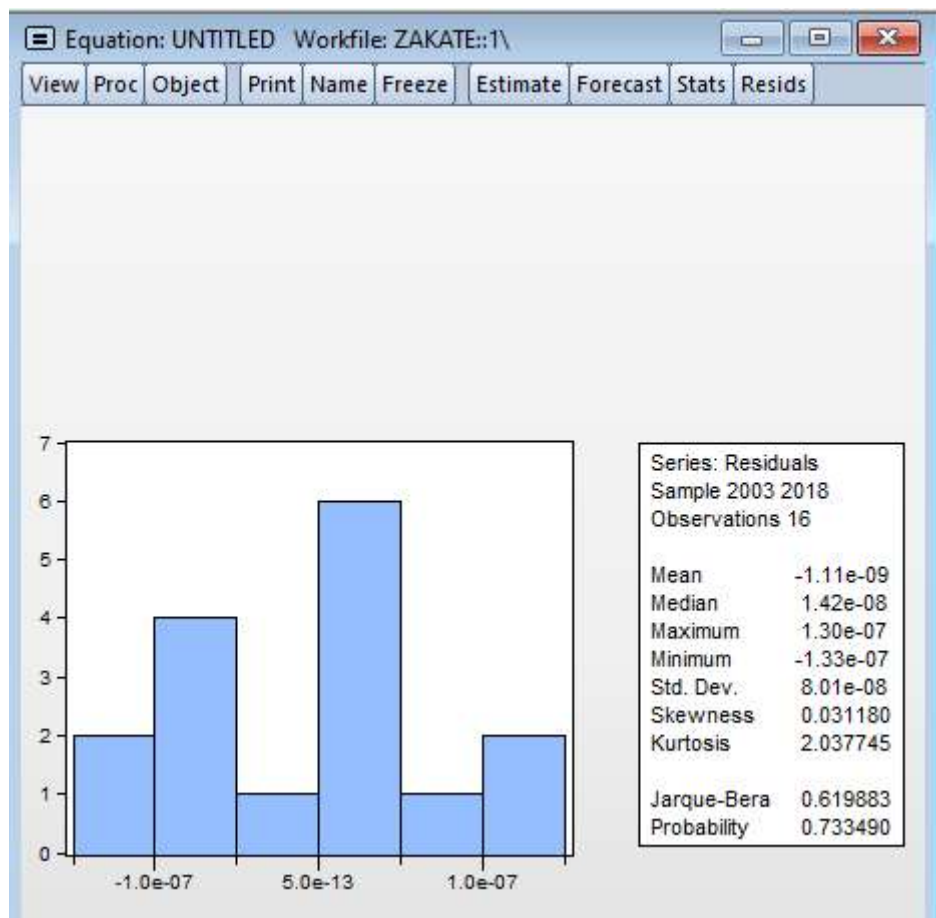 Equation: UNTITLED Workfile: ZAKATE::1\
View Proc Object Print Name Freeze Estimate Forecast Stats Resids
7
6
5
4
3
2
1
0
-1.0e-07 5.0e-13 1.0e-07
Series: Residuals
Sample 2003 2018
Observations 16
Mean -1.11e-09
Median 1.42e-08
Maximum 1.30e-07
Minimum -1.33e-07
Std. Dev. 8.01e-08
Skewness 0.031180
Kurtosis 2.037745
Jarque-Bera 0.619883
Probability 0.733490